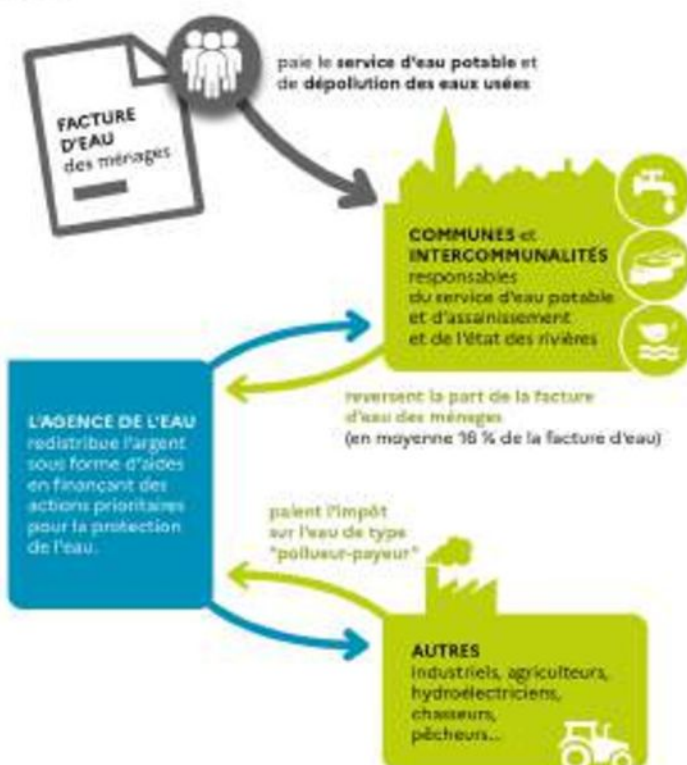 FACTURE
D'EAU
des ménages
paie le service d'eau potable et
de dépollution des eaux usées
COMMUNES et
INTERCOMMUNALITÉS
responsables
du service d'eau potable
et d'assainissement
et de l'état des rivières
reversent la part de la facture
d'eau des ménages
(en moyenne 16 % de la facture d'eau)
L'AGENCE DE L'EAU
redistribue l'argent
sous forme d'aides
en finançant des
actions prioritaires
pour la protection
de l'eau.
paient l'impôt
sur l'eau de type
"pollueur-payeur"
AUTRES
industriels, agriculteurs,
hydroélectriciens,
chasseurs,
pêcheurs...